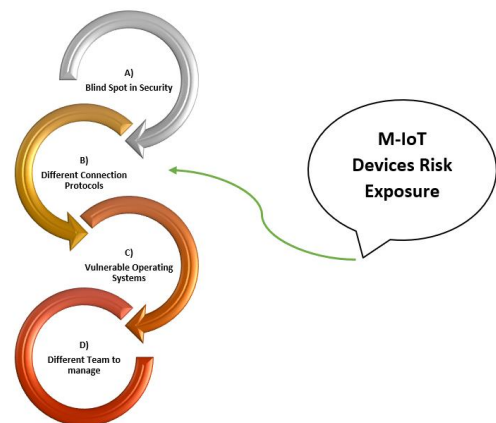 A)
Blind Spot in Security
B)
Different Connection
Protocols
C)
Vulnerable Operating
Systems
D)
Different Team to
manage
M-IoT
Devices Risk
Exposure